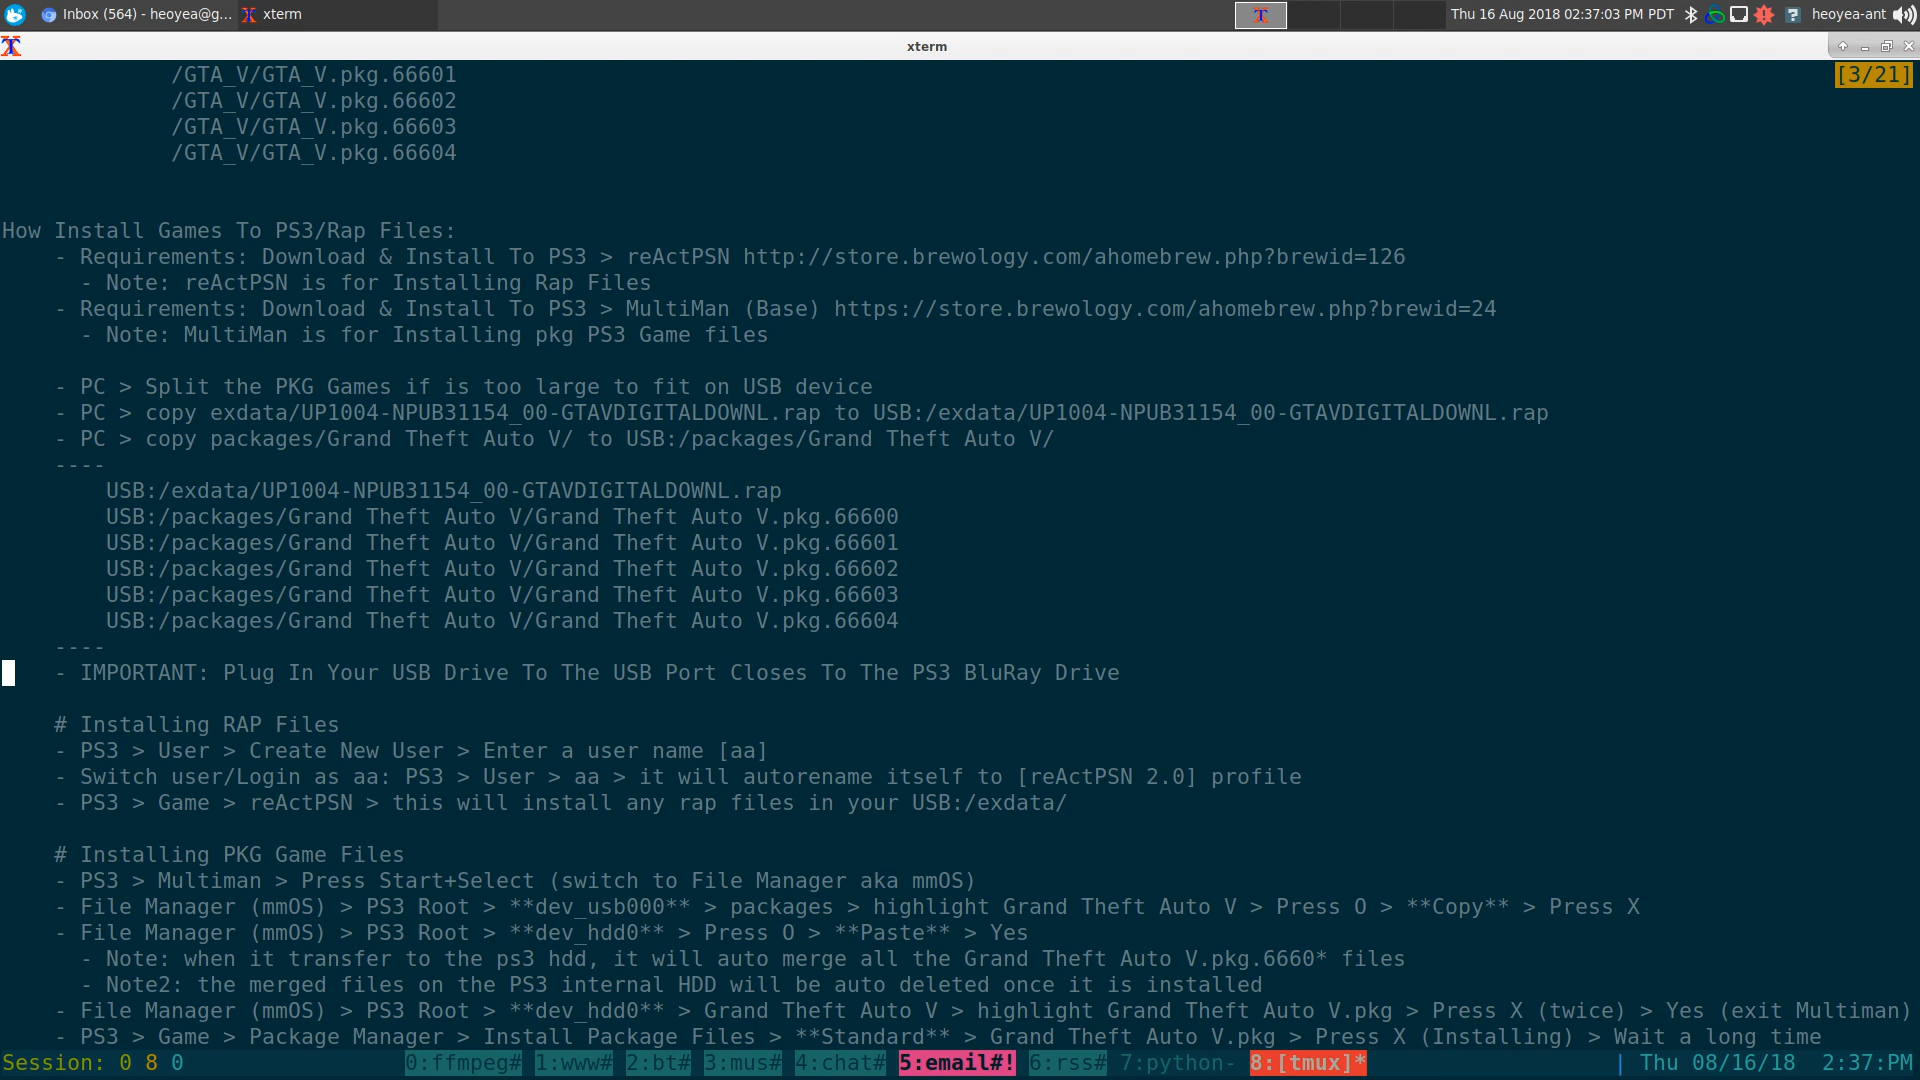 Inbox (564) - heoyea@g... xterm Thu 16 Aug 2018 02:37:03 PM PDT heoyea-ant
xterm
/GTA_V/GTA_V.pkg.66601 [3/21]
/GTA_V/GTA_V.pkg.66602
/GTA_V/GTA_V.pkg.66603
/GTA_V/GTA_V.pkg.66604
How Install Games To PS3/Rap Files:
- Requirements: Download & Install To PS3 > reActPSN http://store.brewology.com/ahomebrew.php?brewid=126
- Note: reActPSN is for Installing Rap Files
- Requirements: Download & Install To PS3 > MultiMan (Base) https://store.brewology.com/ahomebrew.php?brewid=24
- Note: MultiMan is for Installing pkg PS3 Game files
- PC > Split the PKG Games if is too large to fit on USB device
- PC > copy exdata/UP1004-NPUB31154_00-GTAVDIGITALDOWNL.rap to USB:/exdata/UP1004-NPUB31154_00-GTAVDIGITALDOWNL.rap
- PC > copy packages/Grand Theft Auto V/ to USB:/packages/Grand Theft Auto V/
----
USB:/exdata/UP1004-NPUB31154_00-GTAVDIGITALDOWNL.rap
USB:/packages/Grand Theft Auto V/Grand Theft Auto V.pkg.66600
USB:/packages/Grand Theft Auto V/Grand Theft Auto V.pkg.66601
USB:/packages/Grand Theft Auto V/Grand Theft Auto V.pkg.66602
USB:/packages/Grand Theft Auto V/Grand Theft Auto V.pkg.66603
USB:/packages/Grand Theft Auto V/Grand Theft Auto V.pkg.66604
----
- IMPORTANT: Plug In Your USB Drive To The USB Port Closes To The PS3 BluRay Drive
# Installing RAP Files
- PS3 > User > Create New User > Enter a user name [aa]
- Switch user/Login as aa: PS3 > User > aa > it will autorename itself to [reActPSN 2.0] profile
- PS3 > Game > reActPSN > this will install any rap files in your USB:/exdata/
# Installing PKG Game Files
- PS3 > Multiman > Press Start+Select (switch to File Manager aka mmOS)
- File Manager (mmOS) > PS3 Root > **dev_usb000** > packages > highlight Grand Theft Auto V > Press O > **Copy** > Press X
- File Manager (mmOS) > PS3 Root > **dev_hdd0** > Press O > **Paste** > Yes
- Note: when it transfer to the ps3 hdd, it will auto merge all the Grand Theft Auto V.pkg.6660* files
- Note2: the merged files on the PS3 internal HDD will be auto deleted once it is installed
- File Manager (mmOS) > PS3 Root > **dev_hdd0** > Grand Theft Auto V > highlight Grand Theft Auto V.pkg > Press X (twice) > Yes (exit Multiman)
- PS3 > Game > Package Manager > Install Package Files > **Standard** > Grand Theft Auto V.pkg > Press X (Installing) > Wait a long time
Session: 0 8 0 0:ffmpeg# 1:www# 2:bt# 3:mus# 4:chat# 5:email#! 6:rss# 7:python- 8:[tmux]* | Thu 08/16/18 2:37:PM